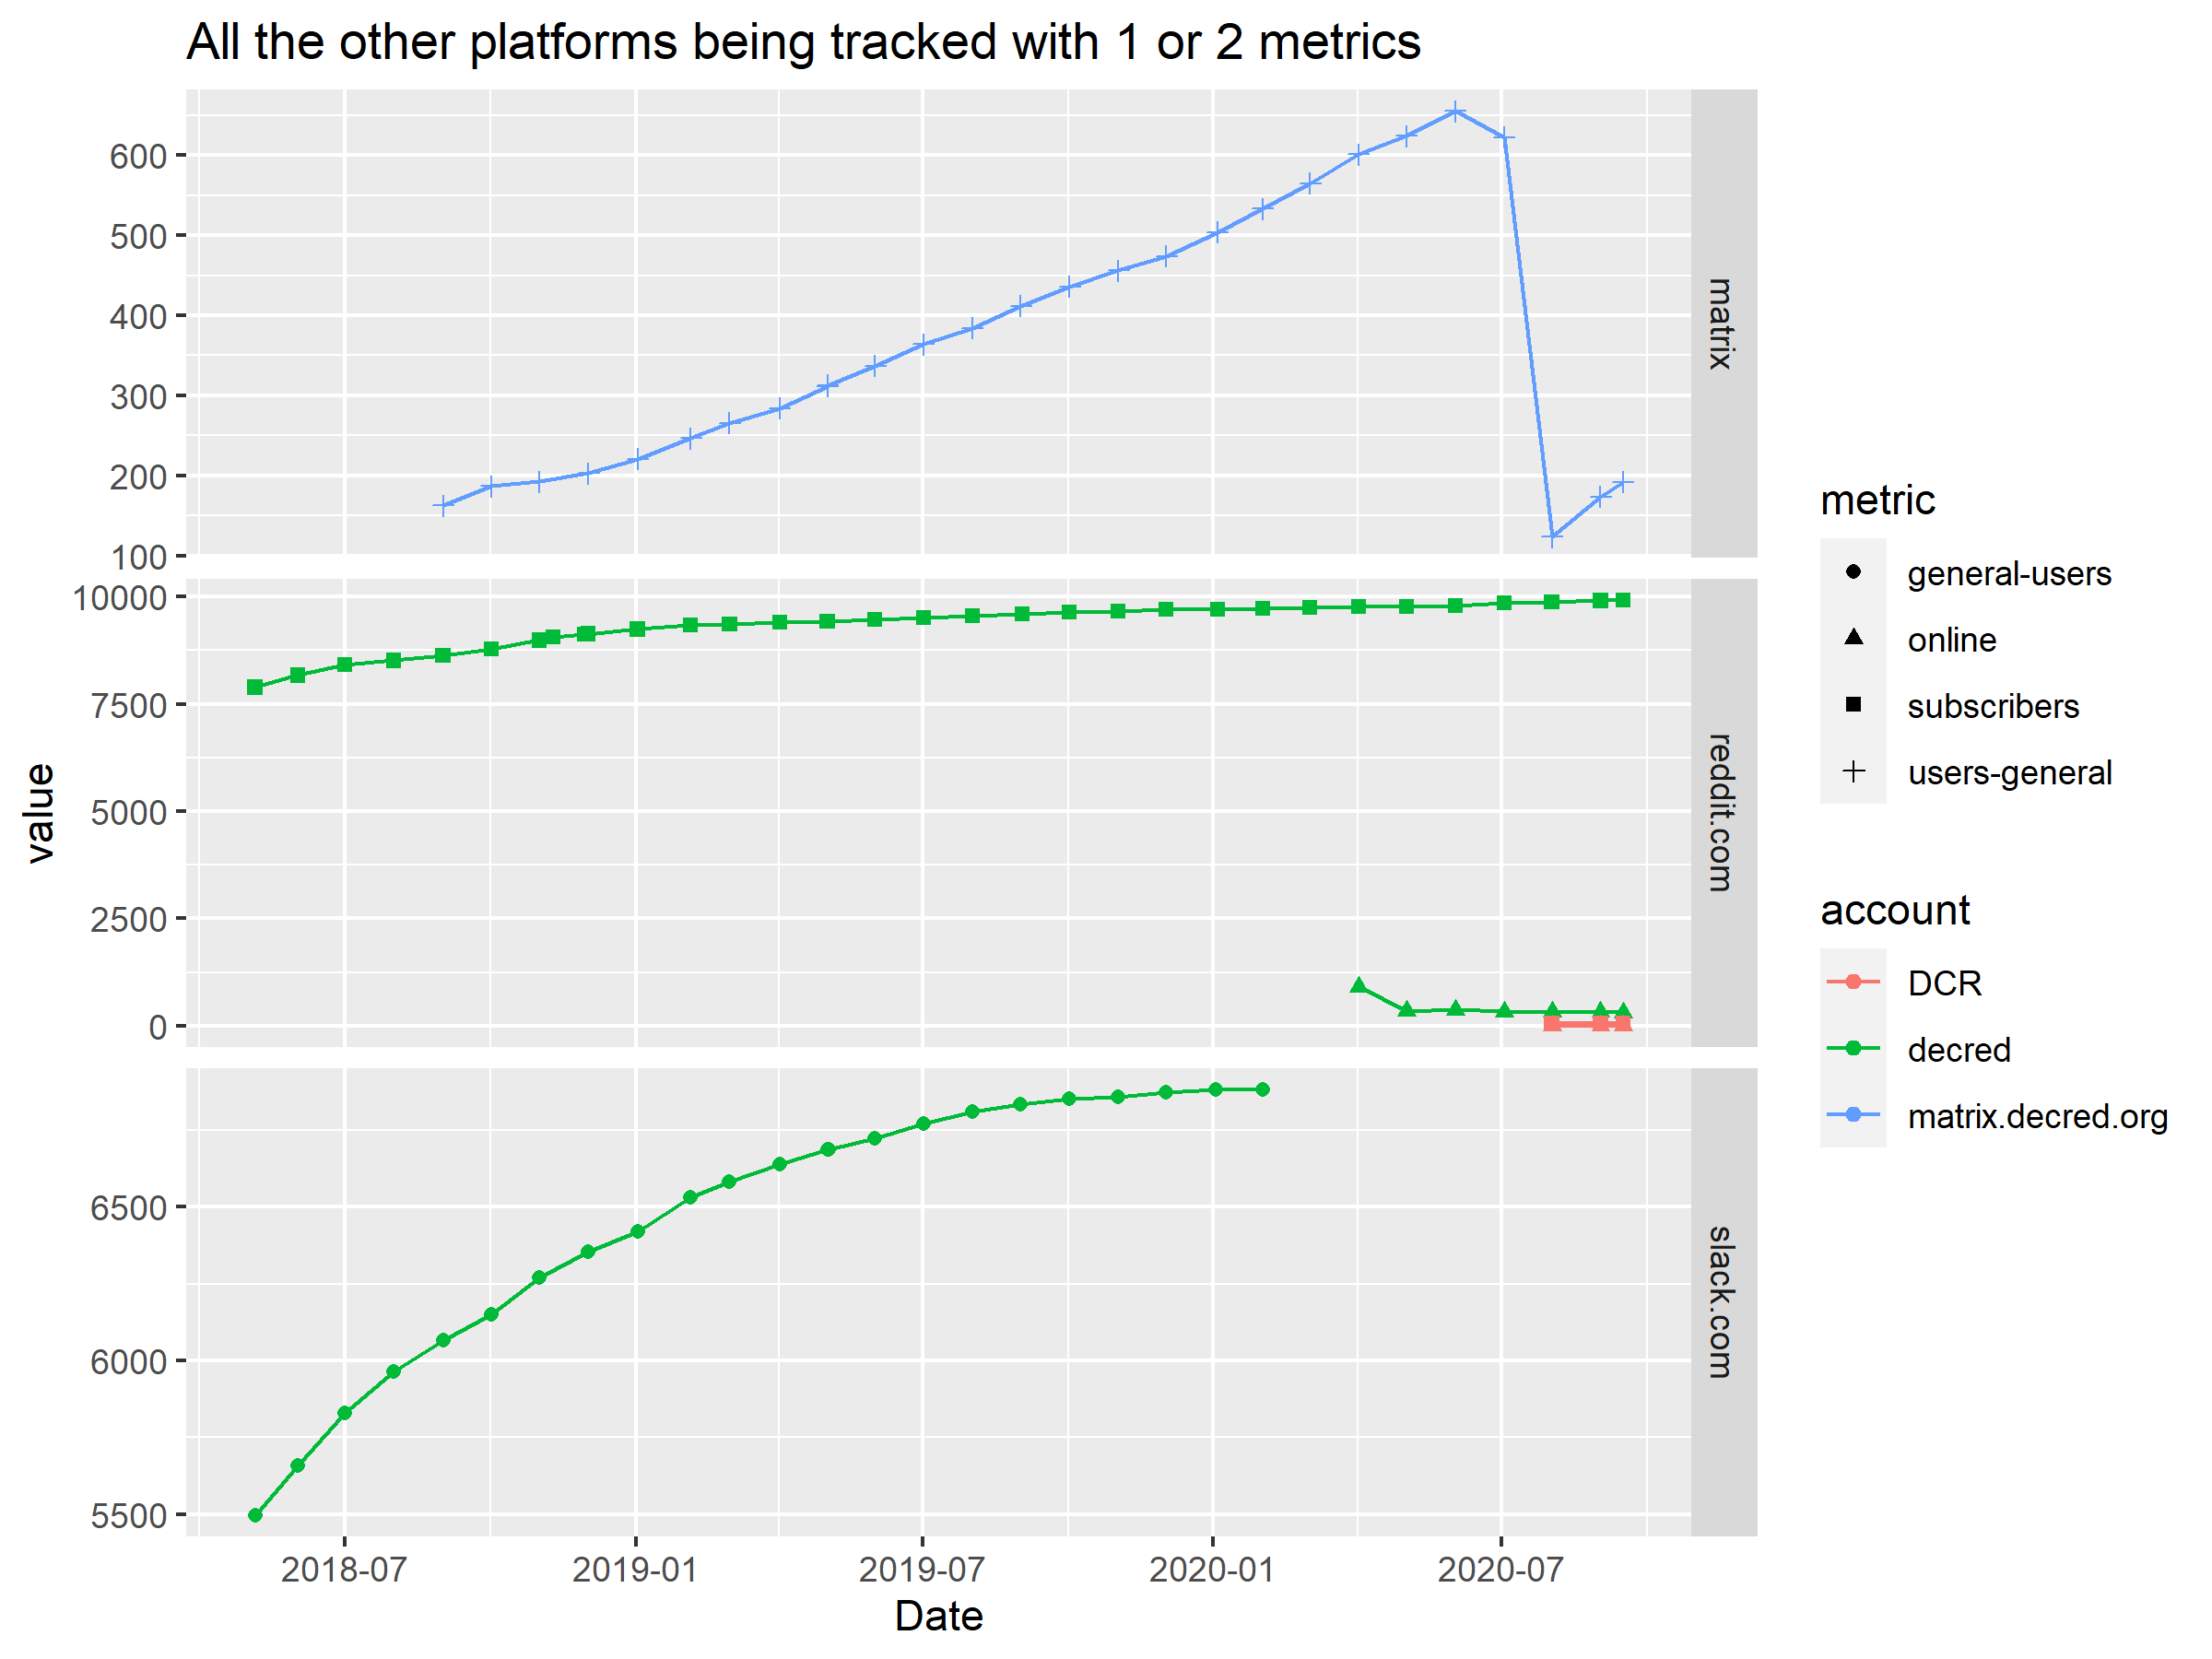 All the other platforms being tracked with 1 or 2 metrics
600
500
400
300
200
100
matrix
10000
7500
5000
2500
0
reddit.com
6500
6000
5500
slack.com
value
2018-07
2019-01
2019-07
2020-01
2020-07
Date
metric
general-users
online
subscribers
users-general
account
DCR
decred
matrix.decred.org